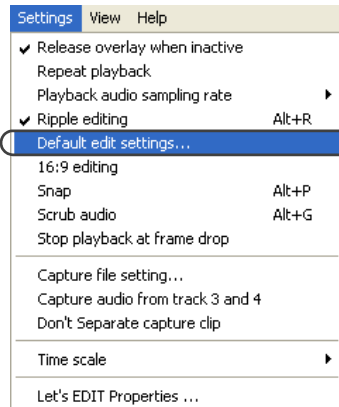 Settings View Help
Release overlay when inactive
Repeat playback
Playback audio sampling rate
Ripple editing Alt+R
Default edit settings...
16:9 editing
Snap Alt+P
Scrub audio Alt+G
Stop playback at frame drop
Capture file setting...
Capture audio from track 3 and 4
Don't Separate capture clip
Time scale
Let's EDIT Properties ...